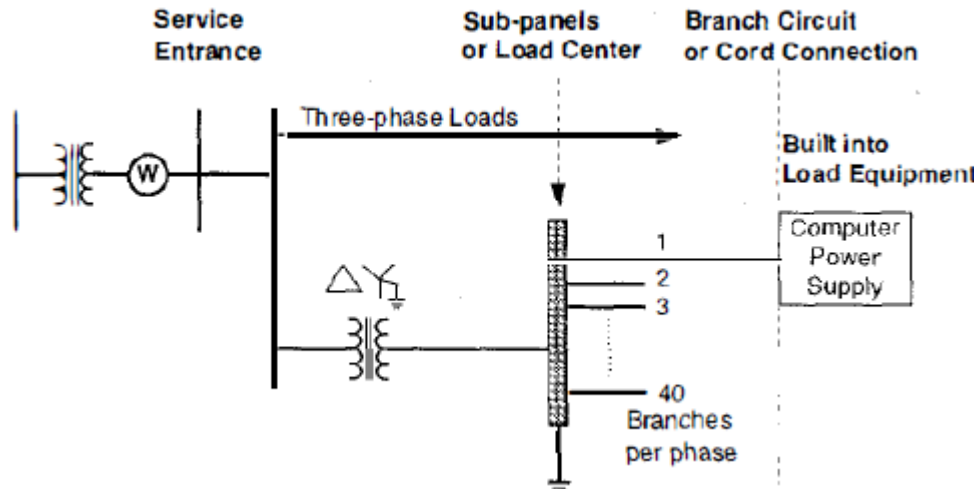 Service
Entrance
Sub-panels
or Load Center
Branch Circuit
or Cord Connection
Three-phase Loads
Built into
Load Equipment
W
1
Computer
Power
Supply
2
3
40
Branches
per phase